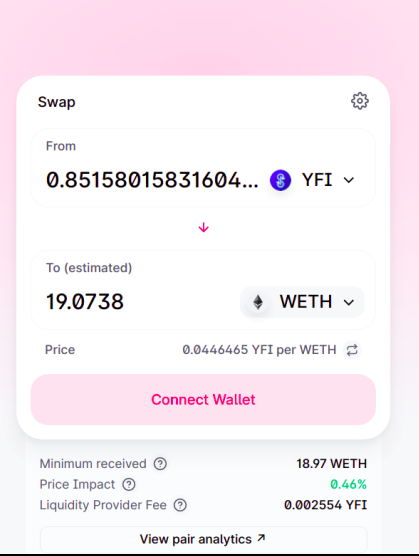 Swap
From
0.85158015831604... YFI
To (estimated)
19.0738 WETH
Price 0.0446465 YFI per WETH
Connect Wallet
Minimum received 18.97 WETH
Price Impact 0.46%
Liquidity Provider Fee 0.002554 YFI
View pair analytics ↗